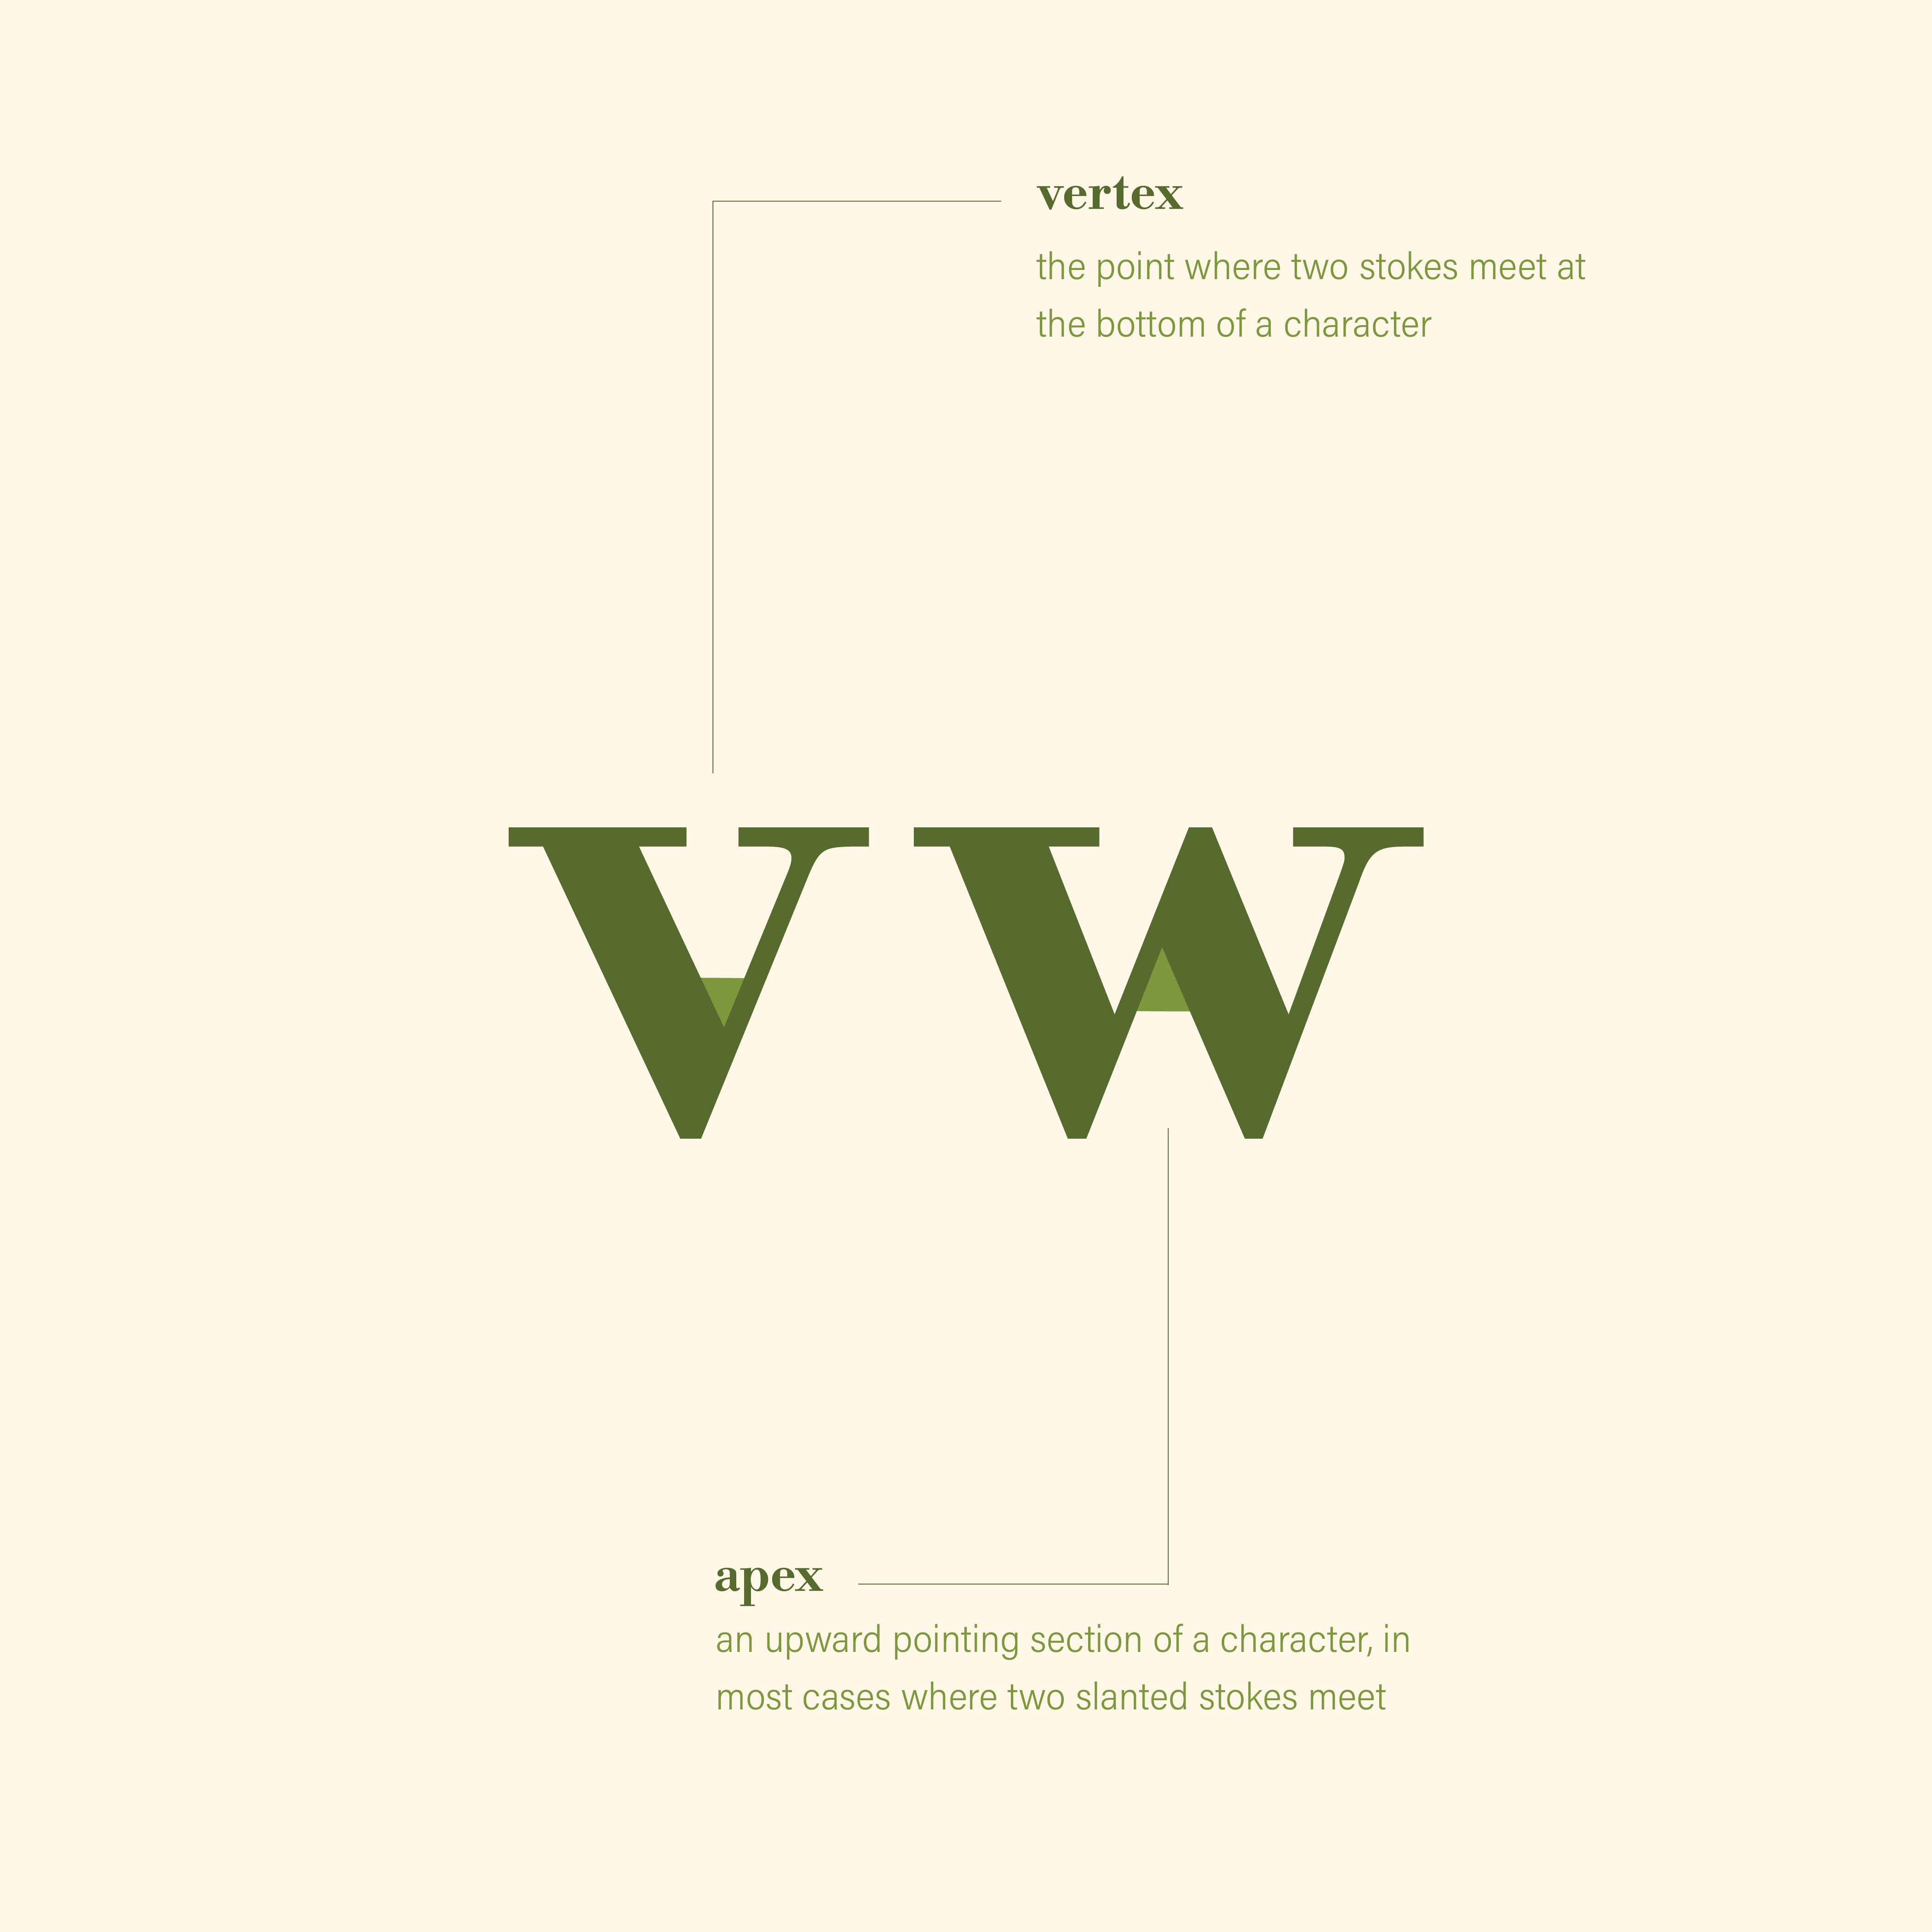 vertex
the point where two stokes meet at
the bottom of a character
v w
apex
an upward pointing section of a character, in
most cases where two slanted stokes meet